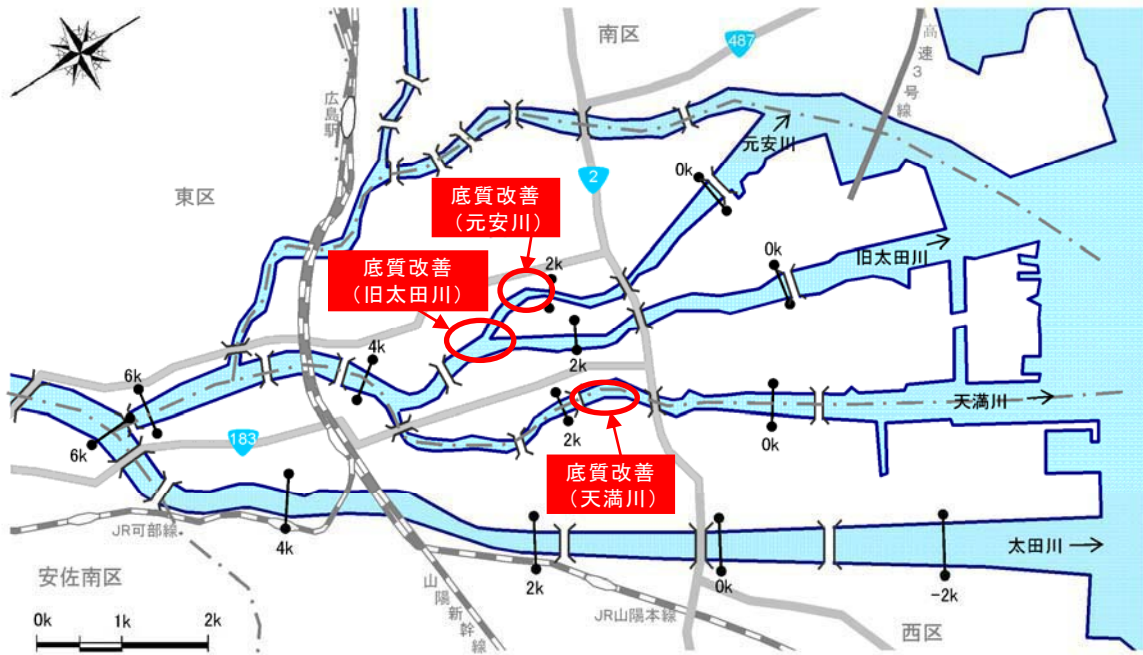 南区
487
高速3号線
広島駅
元安川
東区
底質改善
（元安川）
0k
2
底質改善
（旧太田川）
2k
0k
旧太田川
4k
2k
6k
天満川
2k
0k
183
6k
底質改善
（天満川）
JR可部線
4k
2k
0k
太田川
-2k
安佐南区
山陽新幹線
JR山陽本線
西区
0k
1k
2k